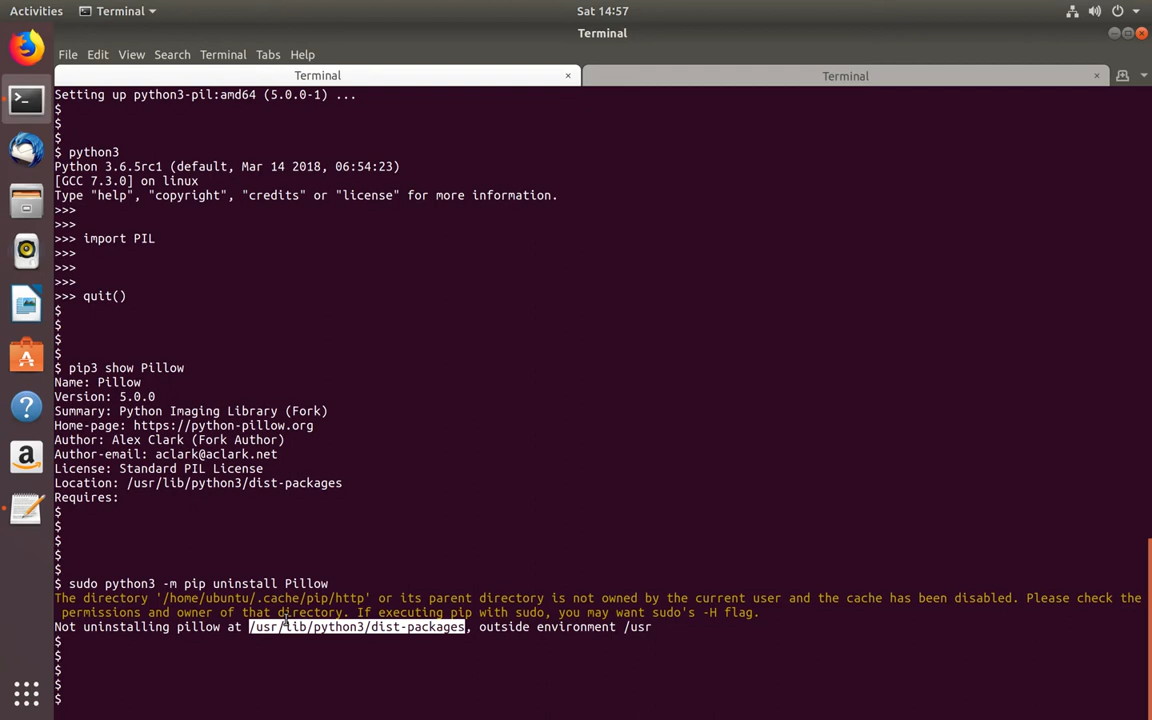 Activities Terminal Sat 14:57
Terminal
File Edit View Search Terminal Tabs Help
Terminal × Terminal ×
Setting up python3-pil:amd64 (5.0.0-1) ...
$
$
$
$ python3
Python 3.6.5rc1 (default, Mar 14 2018, 06:54:23)
[GCC 7.3.0] on linux
Type "help", "copyright", "credits" or "license" for more information.
>>>
>>>
>>> import PIL
>>>
>>>
>>>
>>> quit()
$
$
$
$
$ pip3 show Pillow
Name: Pillow
Version: 5.0.0
Summary: Python Imaging Library (Fork)
Home-page: https://python-pillow.org
Author: Alex Clark (Fork Author)
Author-email: aclark@aclark.net
License: Standard PIL License
Location: /usr/lib/python3/dist-packages
Requires:
$
$
$
$
$
$ sudo python3 -m pip uninstall Pillow
The directory '/home/ubuntu/.cache/pip/http' or its parent directory is not owned by the current user and the cache has been disabled. Please check the
permissions and owner of that directory. If executing pip with sudo, you may want sudo's -H flag.
Not uninstalling pillow at /usr/lib/python3/dist-packages, outside environment /usr
$
$
$
$
$